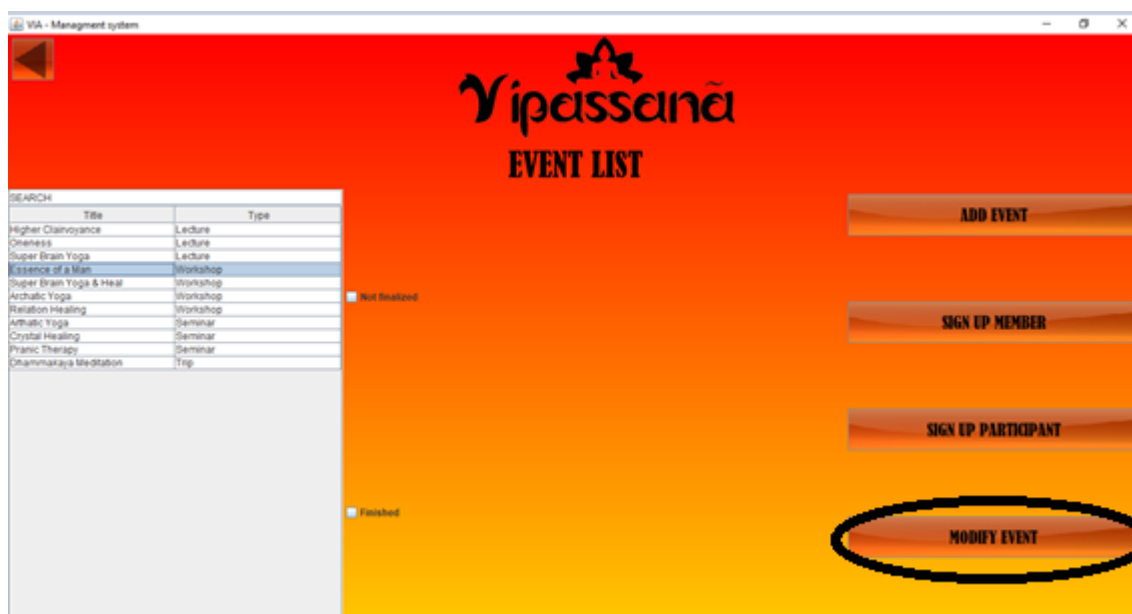 VIA - Managment system
Vipassanā
EVENT LIST
SEARCH
Title Type
Higher Clairvoyance Lecture
Oneness Lecture
Super Brain Yoga Lecture
Essence of a Man Workshop
Super Brain Yoga & Heal Workshop
Archatic Yoga Workshop
Relation Healing Workshop
Arthatic Yoga Seminar
Crystal Healing Seminar
Pranic Therapy Seminar
Dhammakaya Meditation Trip
Not finalized
Finished
ADD EVENT
SIGN UP MEMBER
SIGN UP PARTICIPANT
MODIFY EVENT